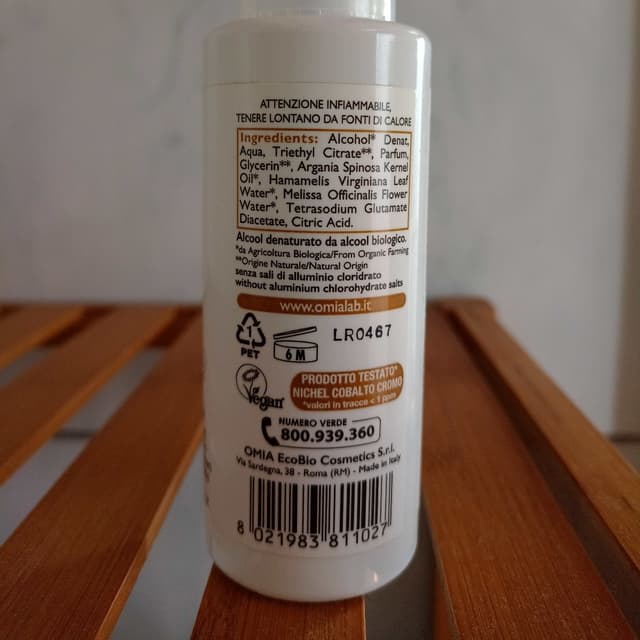 ATTENZIONE INFIAMMABILE,
TENERE LONTANO DA FONTI DI CALORE
Ingredients: Alcohol* Denat,
Aqua, Triethyl Citrate**, Parfum,
Glycerin**, Argania Spinosa Kernel
Oil*, Hamamelis Virginiana Leaf
Water*, Melissa Officinalis Flower
Water*, Tetrasodium Glutamate
Diacetate, Citric Acid.
Alcool denaturato da alcool biologico.
*da Agricoltura Biologica/From Organic Farming
**Origine Naturale/Natural Origin
senza sali di alluminio cloridrato
without aluminium chlorohydrate salts
www.omialab.it
1
PET
6 M
LR0467
Vegan
PRODOTTO TESTATO*
NICHEL COBALTO CROMO
*valori in tracce < 1 ppm
NUMERO VERDE
800.939.360
OMIA EcoBio Cosmetics S.r.l.
Via Sardegna, 38 - Roma (RM) - Made in Italy
8 021983 811027